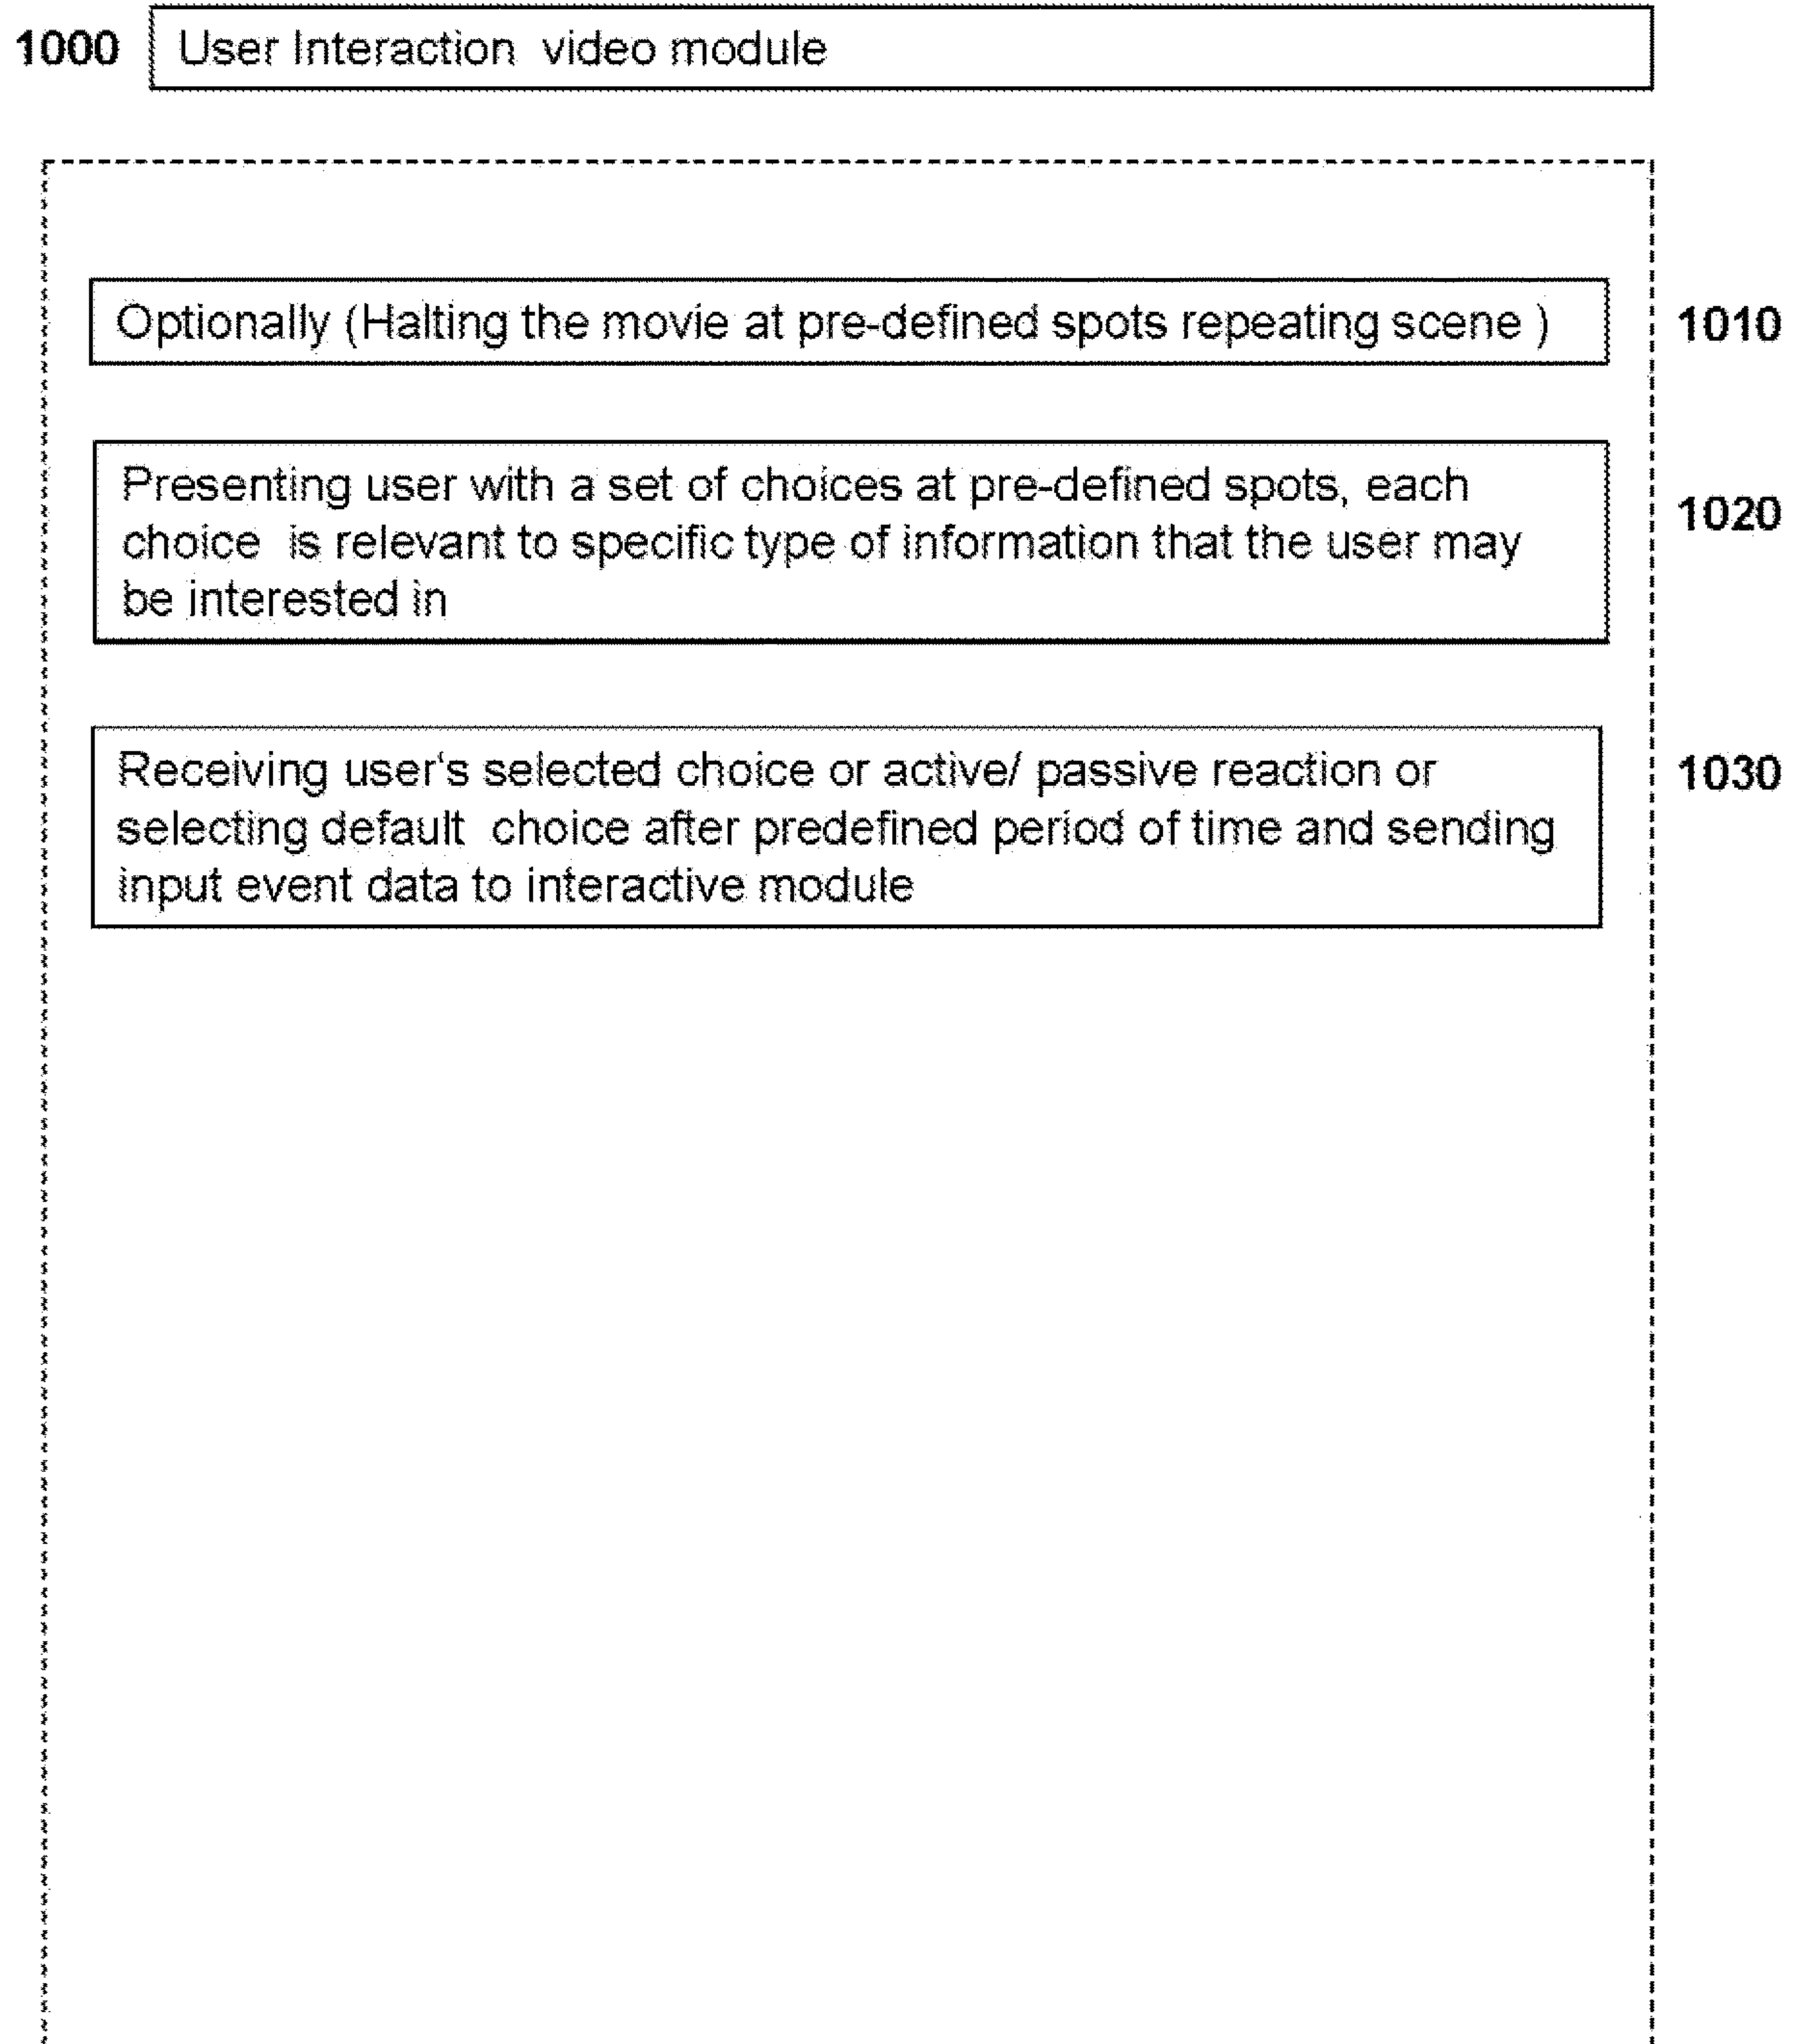 1000 User Interaction video module
Optionally (Halting the movie at pre-defined spots repeating scene ) 1010
Presenting user with a set of choices at pre-defined spots, each
choice is relevant to specific type of information that the user may 1020
be interested in
Receiving user‘s selected choice or active/ passive reaction or 1030
selecting default choice after predefined period of time and sending
input event data to interactive module